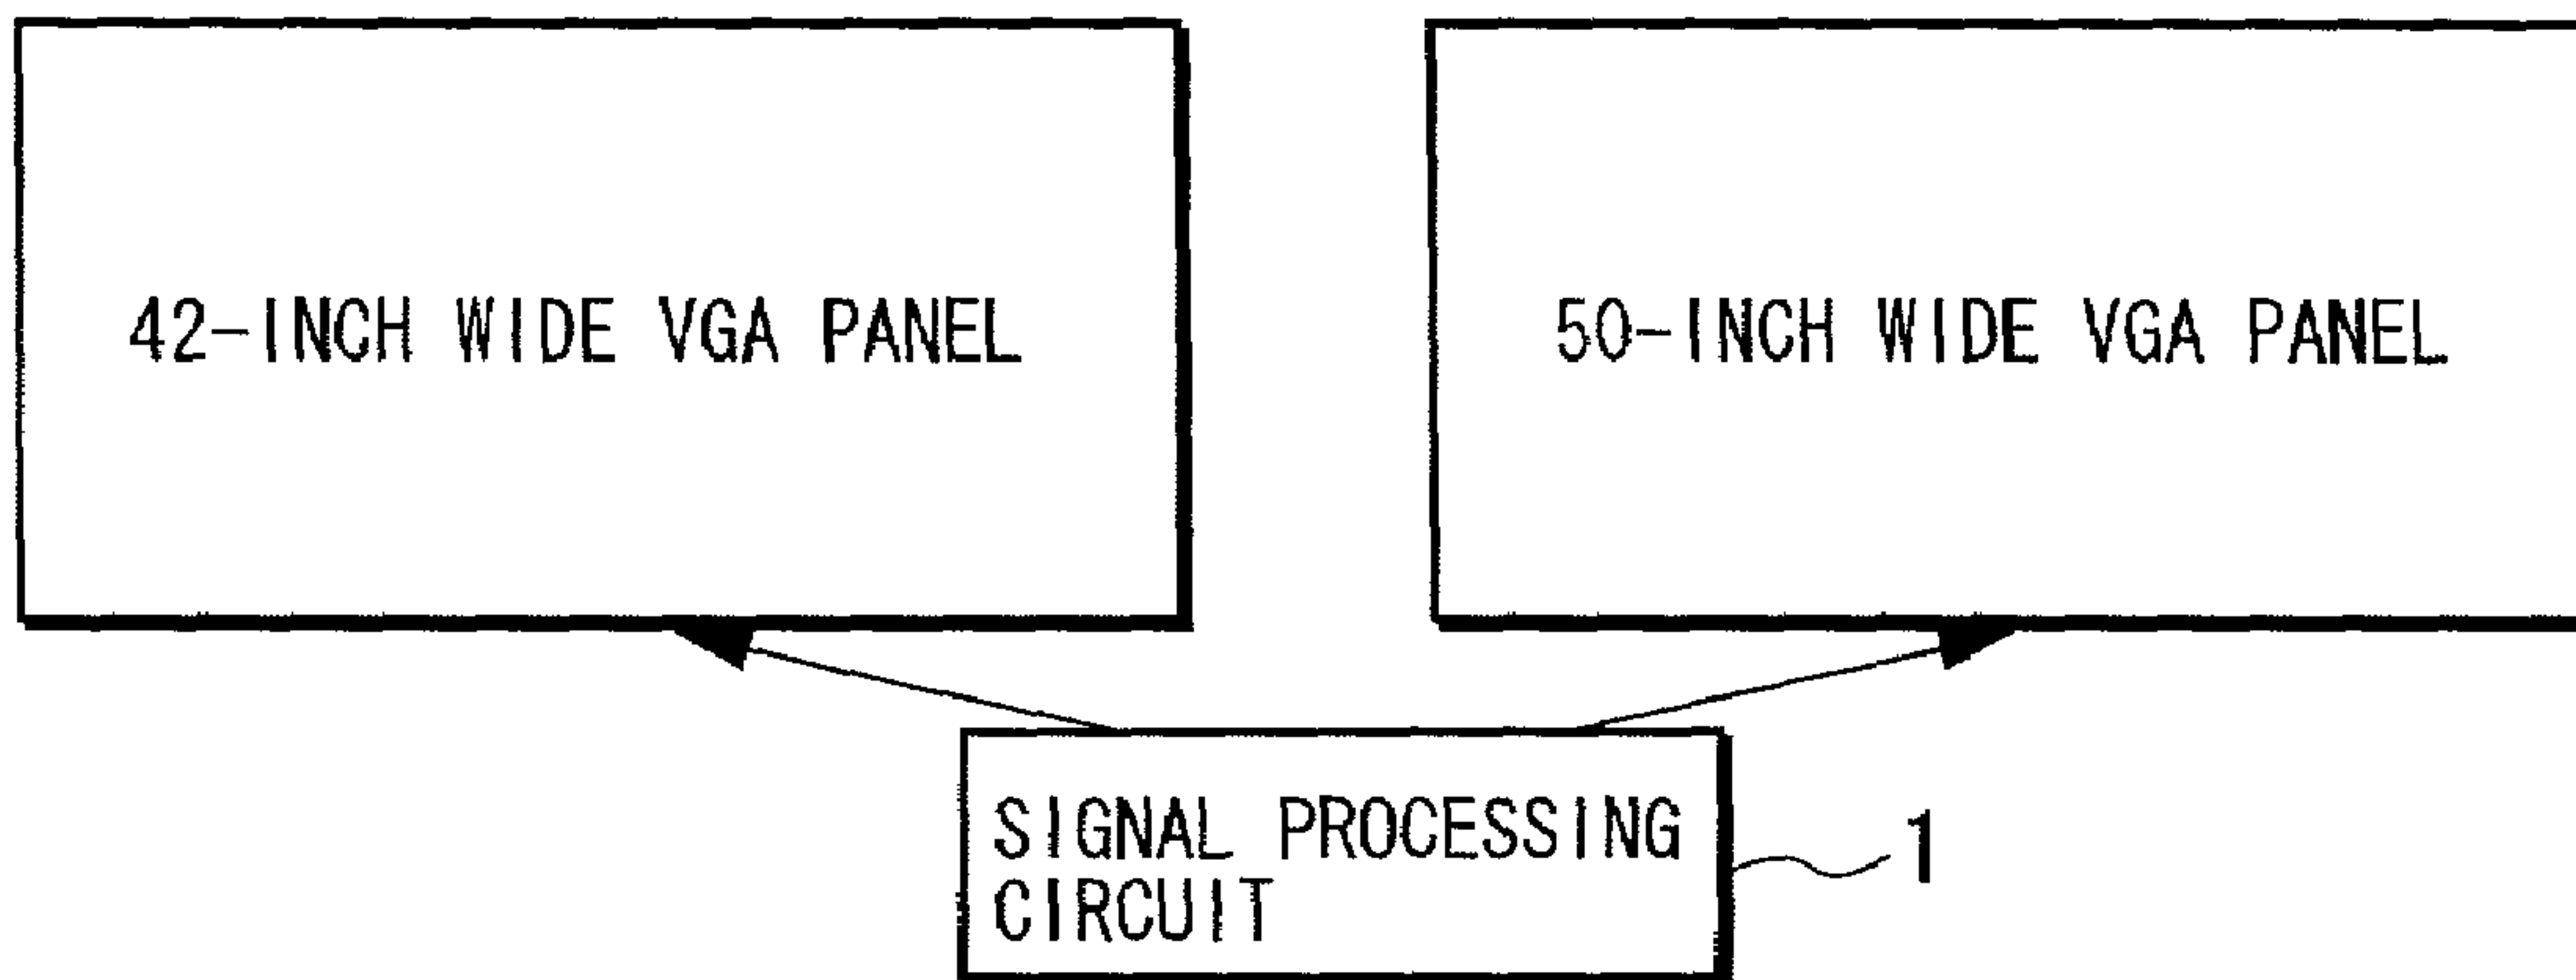 42-INCH WIDE VGA PANEL
50-INCH WIDE VGA PANEL
SIGNAL PROCESSING
CIRCUIT
1